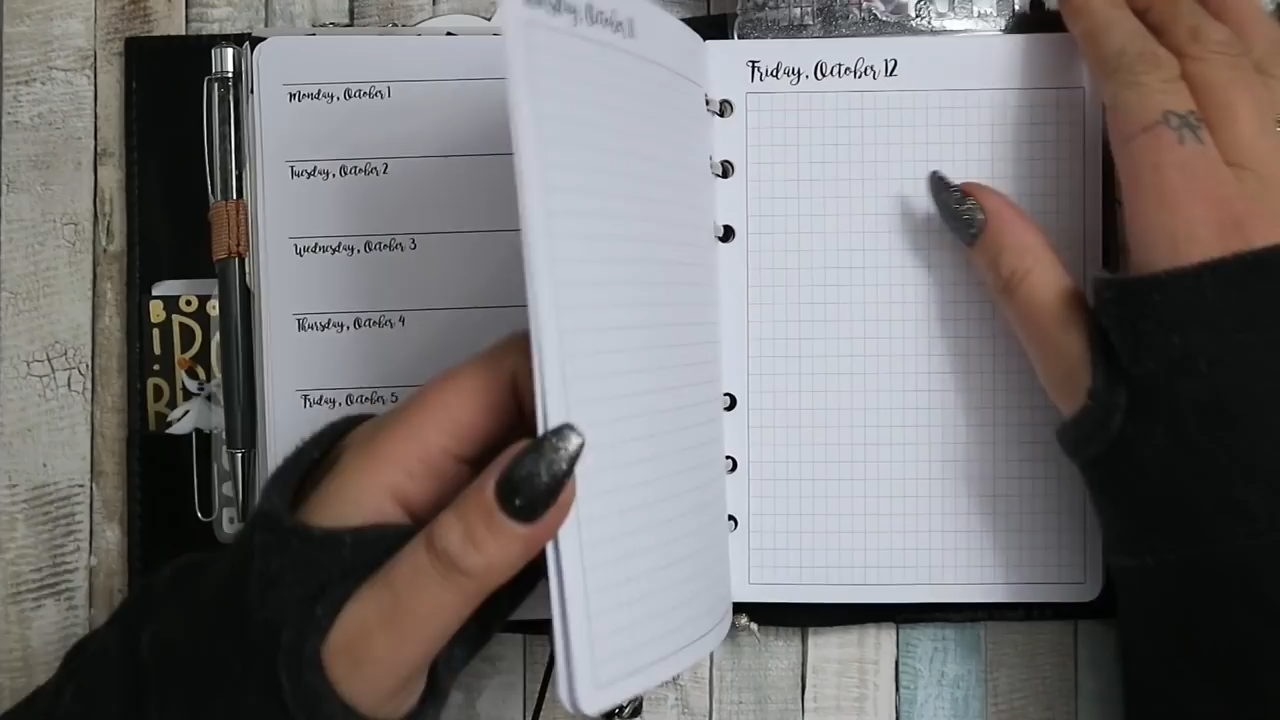 Monday, October 1
Tuesday, October 2
Wednesday, October 3
Thursday, October 4
Friday, October 5
Friday, October 12